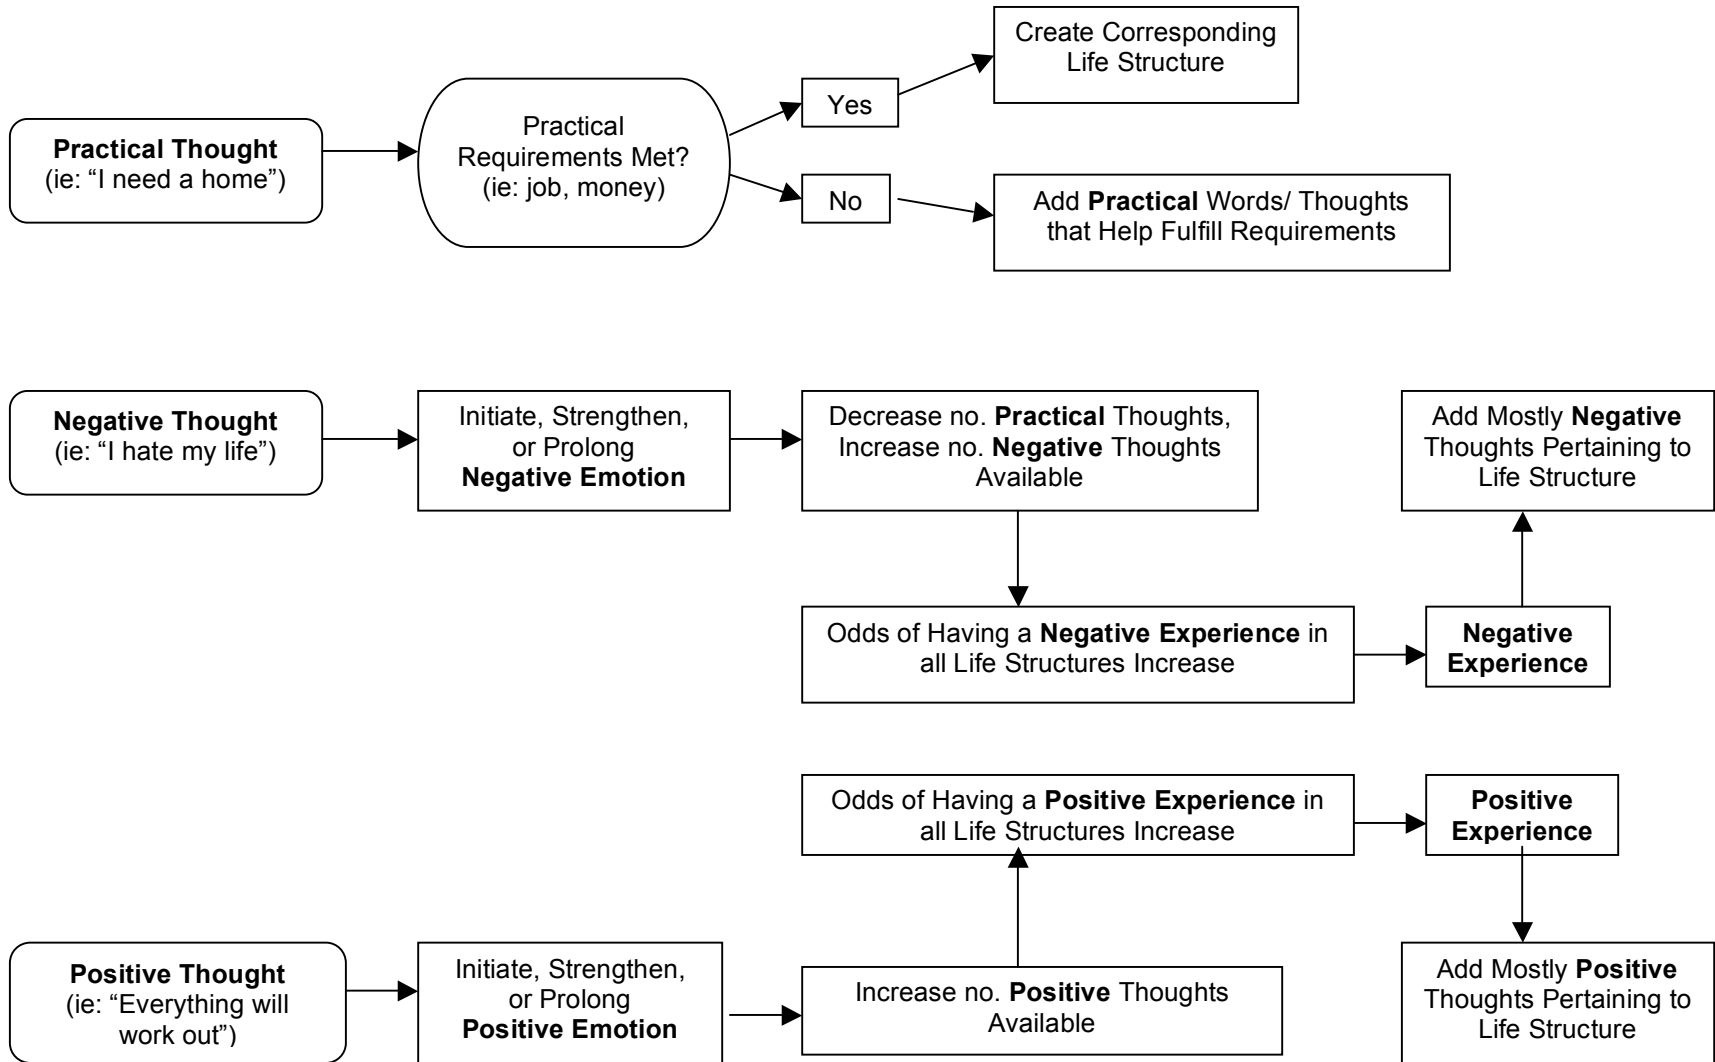 Practical Thought
(ie: “I need a home”)
Practical
Requirements Met?
(ie: job, money)
Yes
Create Corresponding
Life Structure
No
Add Practical Words/ Thoughts
that Help Fulfill Requirements
Negative Thought
(ie: “I hate my life”)
Initiate, Strengthen,
or Prolong
Negative Emotion
Decrease no. Practical Thoughts,
Increase no. Negative Thoughts
Available
Odds of Having a Negative Experience in
all Life Structures Increase
Negative
Experience
Add Mostly Negative
Thoughts Pertaining to
Life Structure
Positive Thought
(ie: “Everything will
work out”)
Initiate, Strengthen,
or Prolong
Positive Emotion
Increase no. Positive Thoughts
Available
Odds of Having a Positive Experience in
all Life Structures Increase
Positive
Experience
Add Mostly Positive
Thoughts Pertaining to
Life Structure